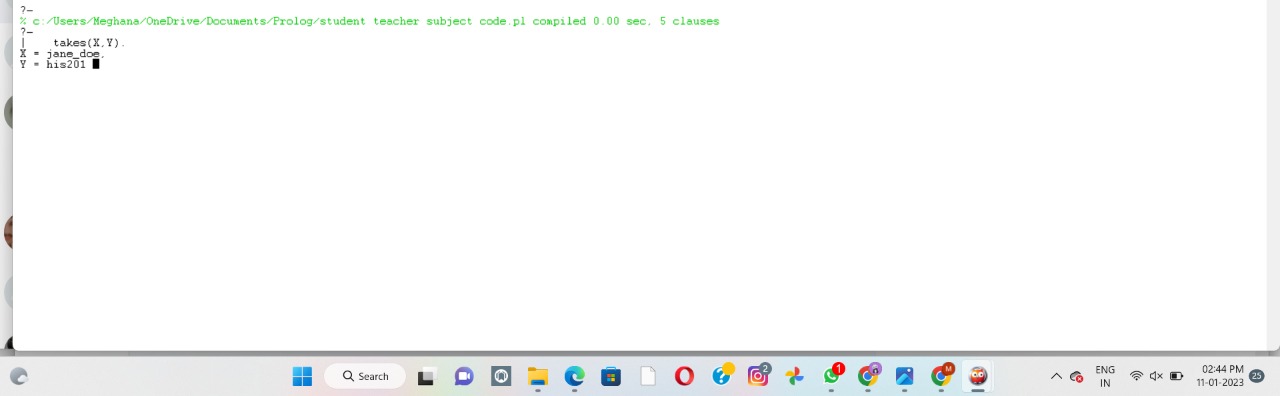 ?-
% c:/Users/Meghana/OneDrive/Documents/Prolog/student teacher subject code.pl compiled 0.00 sec, 5 clauses
?-
|    takes(X,Y).
X = jane_doe,
Y = his201
Search
2
1
G
M
ENG
IN
02:44 PM
11-01-2023
25